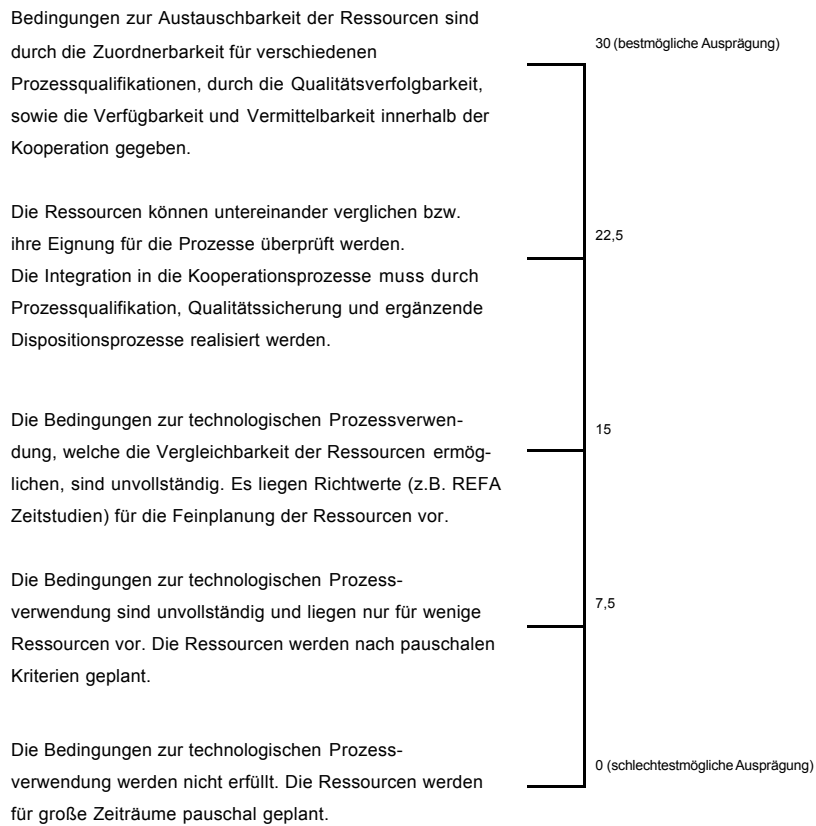 Bedingungen zur Austauschbarkeit der Ressourcen sind
durch die Zuordnerbarkeit für verschiedenen
Prozessqualifikationen, durch die Qualitätsverfolgbarkeit,
sowie die Verfügbarkeit und Vermittelbarkeit innerhalb der
Kooperation gegeben.
30 (bestmögliche Ausprägung)
Die Ressourcen können untereinander verglichen bzw.
ihre Eignung für die Prozesse überprüft werden.
Die Integration in die Kooperationsprozesse muss durch
Prozessqualifikation, Qualitätssicherung und ergänzende
Dispositionsprozesse realisiert werden.
22,5
Die Bedingungen zur technologischen Prozessverwen-
dung, welche die Vergleichbarkeit der Ressourcen ermög-
lichen, sind unvollständig. Es liegen Richtwerte (z.B. REFA
Zeitstudien) für die Feinplanung der Ressourcen vor.
15
Die Bedingungen zur technologischen Prozess-
verwendung sind unvollständig und liegen nur für wenige
Ressourcen vor. Die Ressourcen werden nach pauschalen
Kriterien geplant.
7,5
Die Bedingungen zur technologischen Prozess-
verwendung werden nicht erfüllt. Die Ressourcen werden
für große Zeiträume pauschal geplant.
0 (schlechtestmögliche Ausprägung)